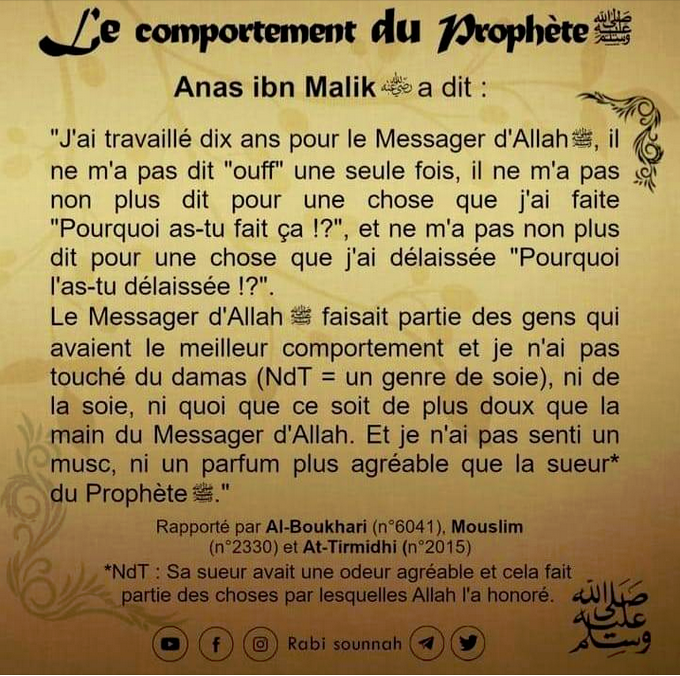 Le comportement du Prophète ﷺ
Anas ibn Malik رضي الله عنه a dit :
"J'ai travaillé dix ans pour le Messager d'Allah ﷺ, il
ne m'a pas dit "ouff" une seule fois, il ne m'a pas
non plus dit pour une chose que j'ai faite
"Pourquoi as-tu fait ça !?", et ne m'a pas non plus
dit pour une chose que j'ai délaissée "Pourquoi
l'as-tu délaissée !?".
Le Messager d'Allah ﷺ faisait partie des gens qui
avaient le meilleur comportement et je n'ai pas
touché du damas (NdT = un genre de soie), ni de
la soie, ni quoi que ce soit de plus doux que la
main du Messager d'Allah. Et je n'ai pas senti un
musc, ni un parfum plus agréable que la sueur*
du Prophète ﷺ."
Rapporté par Al-Boukhari (n°6041), Mouslim
(n°2330) et At-Tirmidhi (n°2015)
*NdT : Sa sueur avait une odeur agréable et cela fait
partie des choses par lesquelles Allah l'a honoré.
ﷺ
Rabi sounnah